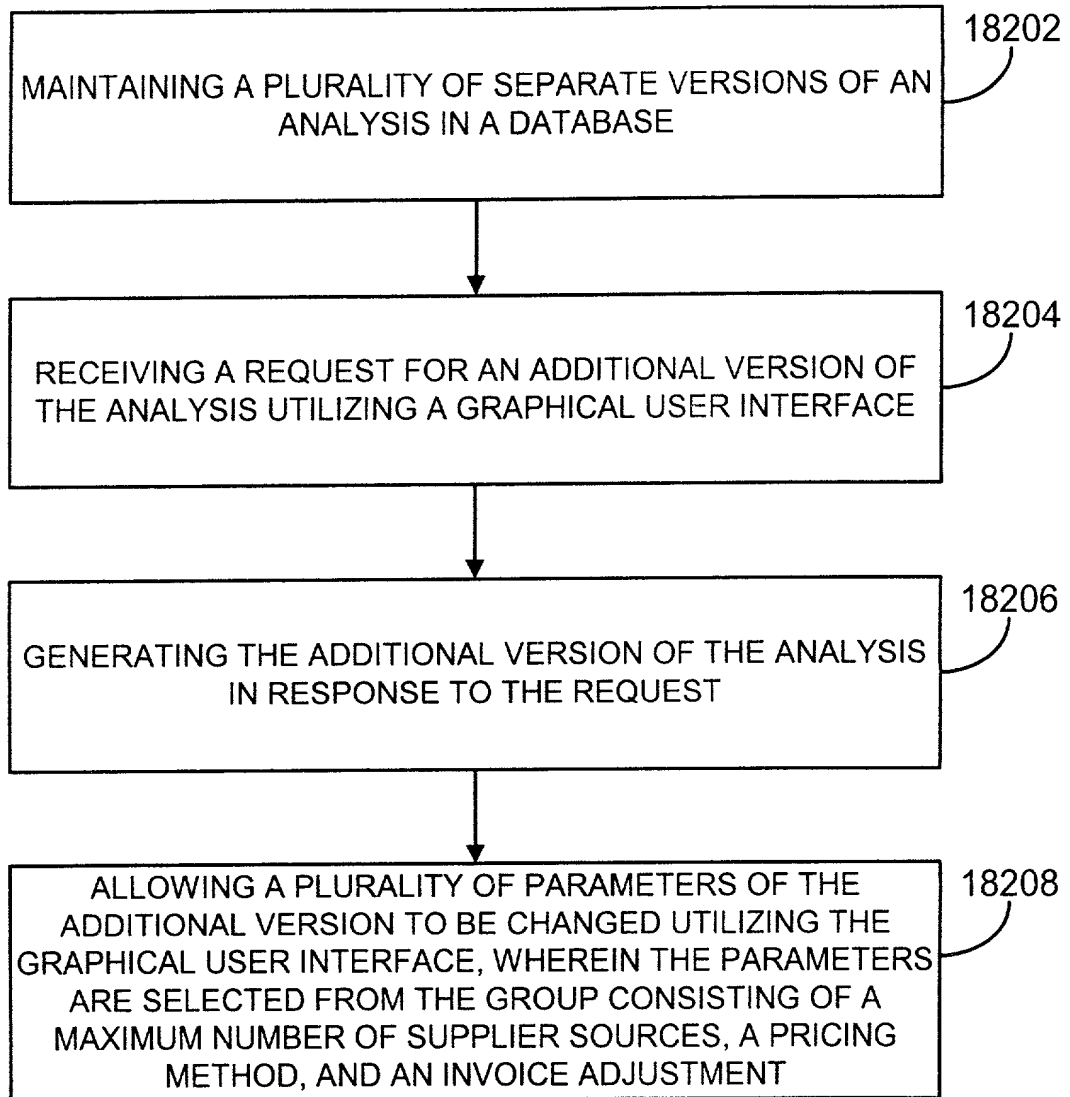 18202
MAINTAINING A PLURALITY OF SEPARATE VERSIONS OF AN
ANALYSIS IN A DATABASE
18204
RECEIVING A REQUEST FOR AN ADDITIONAL VERSION OF
THE ANALYSIS UTILIZING A GRAPHICAL USER INTERFACE
18206
GENERATING THE ADDITIONAL VERSION OF THE ANALYSIS
IN RESPONSE TO THE REQUEST
18208
ALLOWING A PLURALITY OF PARAMETERS OF THE
ADDITIONAL VERSION TO BE CHANGED UTILIZING THE
GRAPHICAL USER INTERFACE, WHEREIN THE PARAMETERS
ARE SELECTED FROM THE GROUP CONSISTING OF A
MAXIMUM NUMBER OF SUPPLIER SOURCES, A PRICING
METHOD, AND AN INVOICE ADJUSTMENT